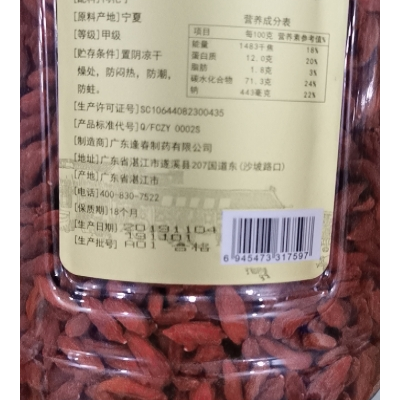 [原料产地]宁夏
[等级]甲级
[贮存条件]置阴凉干
燥处，防闷热，防潮，
防蛀。
[生产许可证号]SC10644082300435
[产品标准代号]Q/FCZY 0002S
[制造商]广东逢春制药有限公司
[地址]广东省湛江市遂溪县207国道东(沙坡路口)
[产地]广东省湛江市
[电话]400-830-7522
[保质期]18个月
[生产日期]20191104
[生产批号]191J01
A01 合格
营养成分表
项目 每100克 营养素参考值%
能量 1483千焦 18%
蛋白质 12.0克 20%
脂肪 1.8克 3%
碳水化合物 71.3克 24%
钠 443毫克 22%
6945473317597